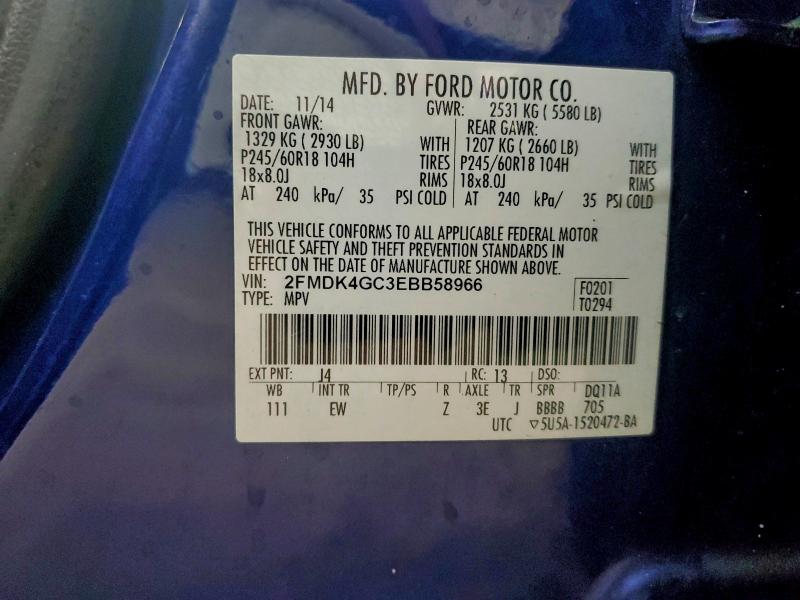 MFD. BY FORD MOTOR CO.
DATE: 11/14 GVWR: 2531 KG ( 5580 LB)
FRONT GAWR: REAR GAWR:
1329 KG ( 2930 LB) WITH 1207 KG ( 2660 LB) WITH
P245/60R18 104H TIRES P245/60R18 104H TIRES
18x8.0J RIMS 18x8.0J RIMS
AT 240 kPa/ 35 PSI COLD AT 240 kPa/ 35 PSI COLD
THIS VEHICLE CONFORMS TO ALL APPLICABLE FEDERAL MOTOR
VEHICLE SAFETY AND THEFT PREVENTION STANDARDS IN
EFFECT ON THE DATE OF MANUFACTURE SHOWN ABOVE.
VIN: 2FMDK4GC3EBB58966 F0201
TYPE: MPV T0294
EXT PNT: J4 RC: 13 DSO:
WB INT TR TP/PS R AXLE TR SPR DQ11A
111 EW Z 3E J BBBB 705
UTC ▽5U5A-1520472-BA